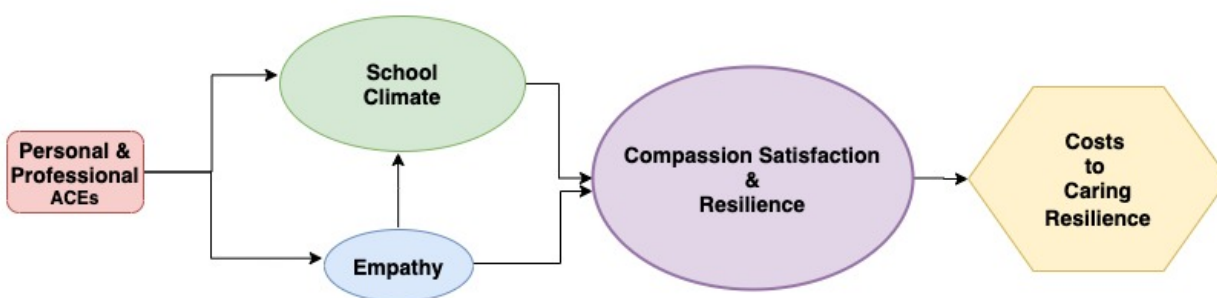 Personal &
Professional
ACEs
School
Climate
Empathy
Compassion Satisfaction
&
Resilience
Costs
to
Caring
Resilience